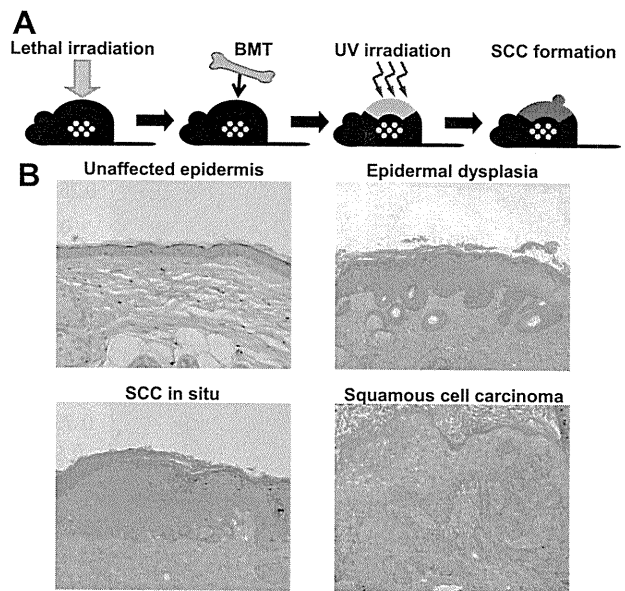 A
Lethal irradiation
BMT
UV irradiation
SCC formation
B
Unaffected epidermis
Epidermal dysplasia
SCC in situ
Squamous cell carcinoma